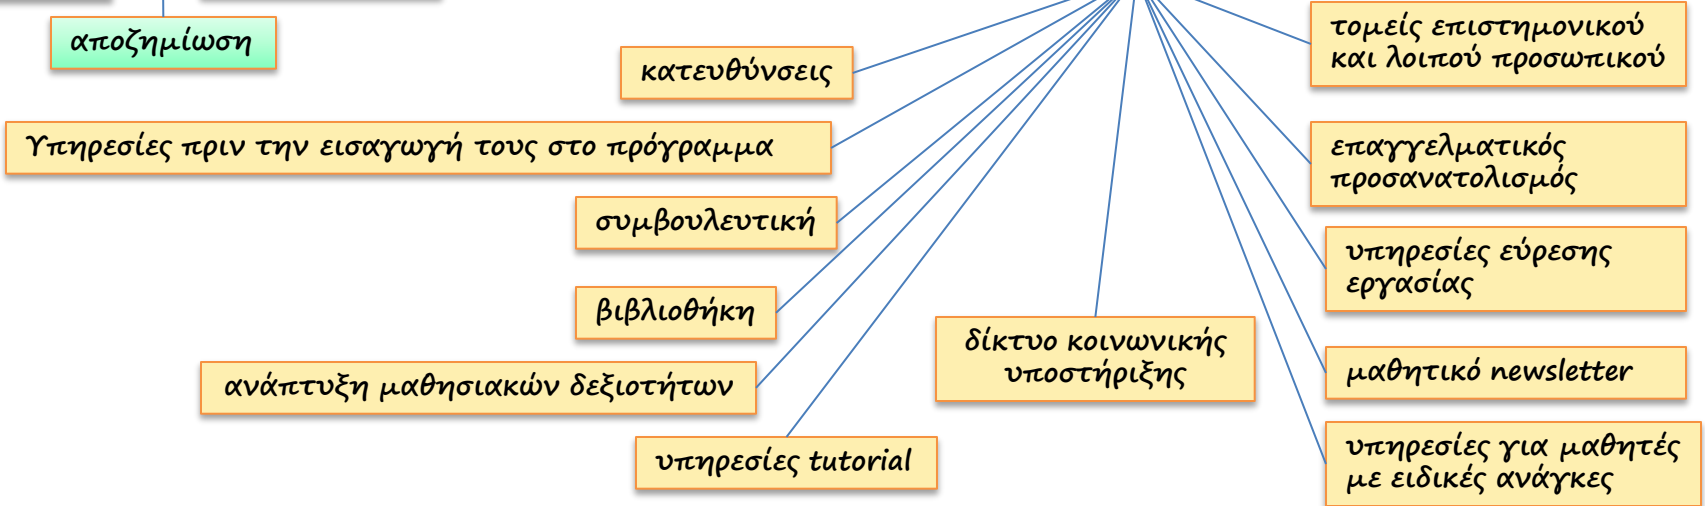 αποζημίωση
κατευθύνσεις
Υπηρεσίες πριν την εισαγωγή τους στο πρόγραμμα
συμβουλευτική
βιβλιοθήκη
ανάπτυξη μαθησιακών δεξιοτήτων
υπηρεσίες tutorial
δίκτυο κοινωνικής
υποστήριξης
τομείς επιστημονικού
και λοιπού προσωπικού
επαγγελματικός
προσανατολισμός
υπηρεσίες εύρεσης
εργασίας
μαθητικό newsletter
υπηρεσίες για μαθητές
με ειδικές ανάγκες